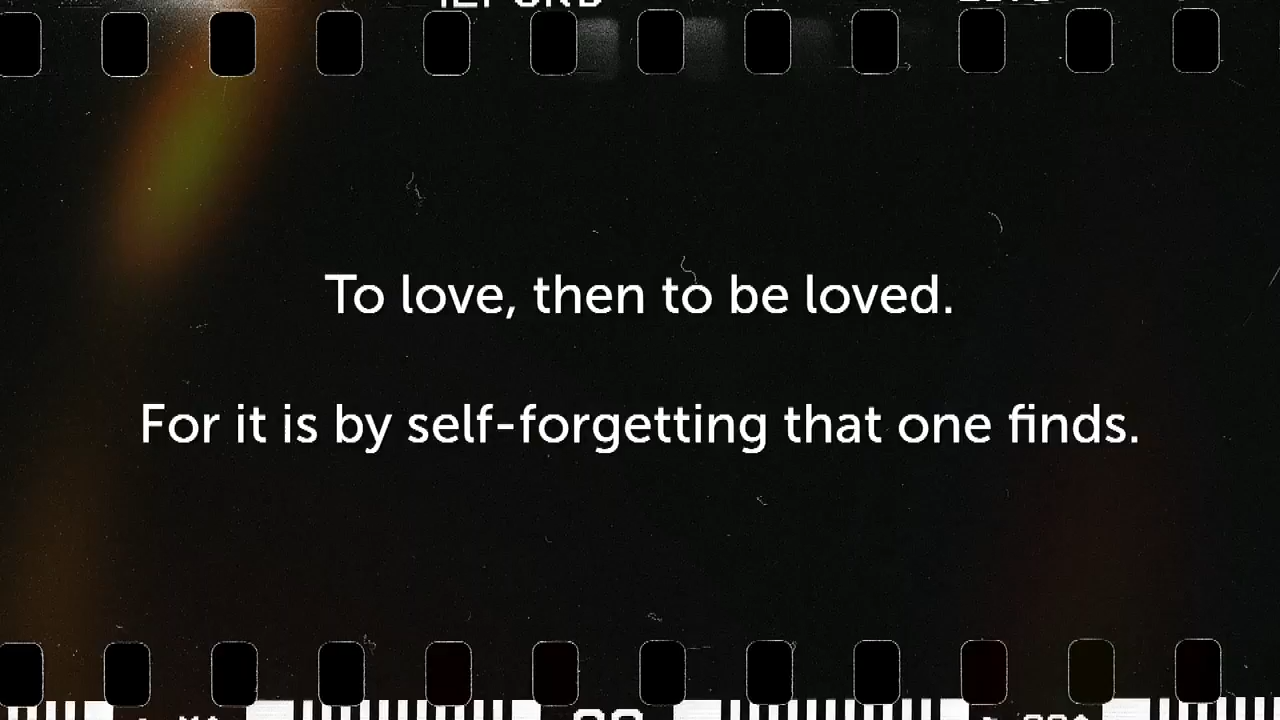 To love, then to be loved.
For it is by self-forgetting that one finds.